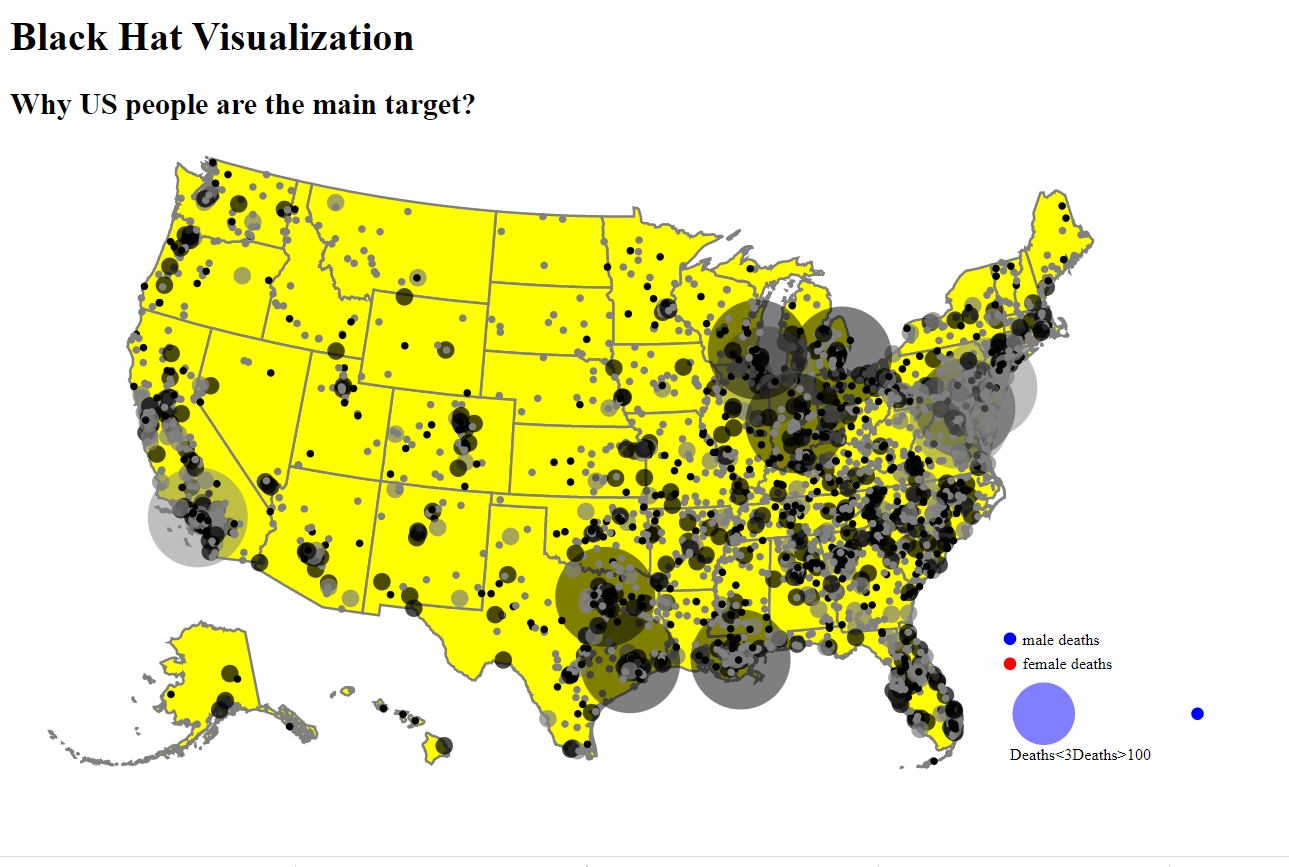 Black Hat Visualization
Why US people are the main target?
male deaths
female deaths
Deaths<3Deaths>100